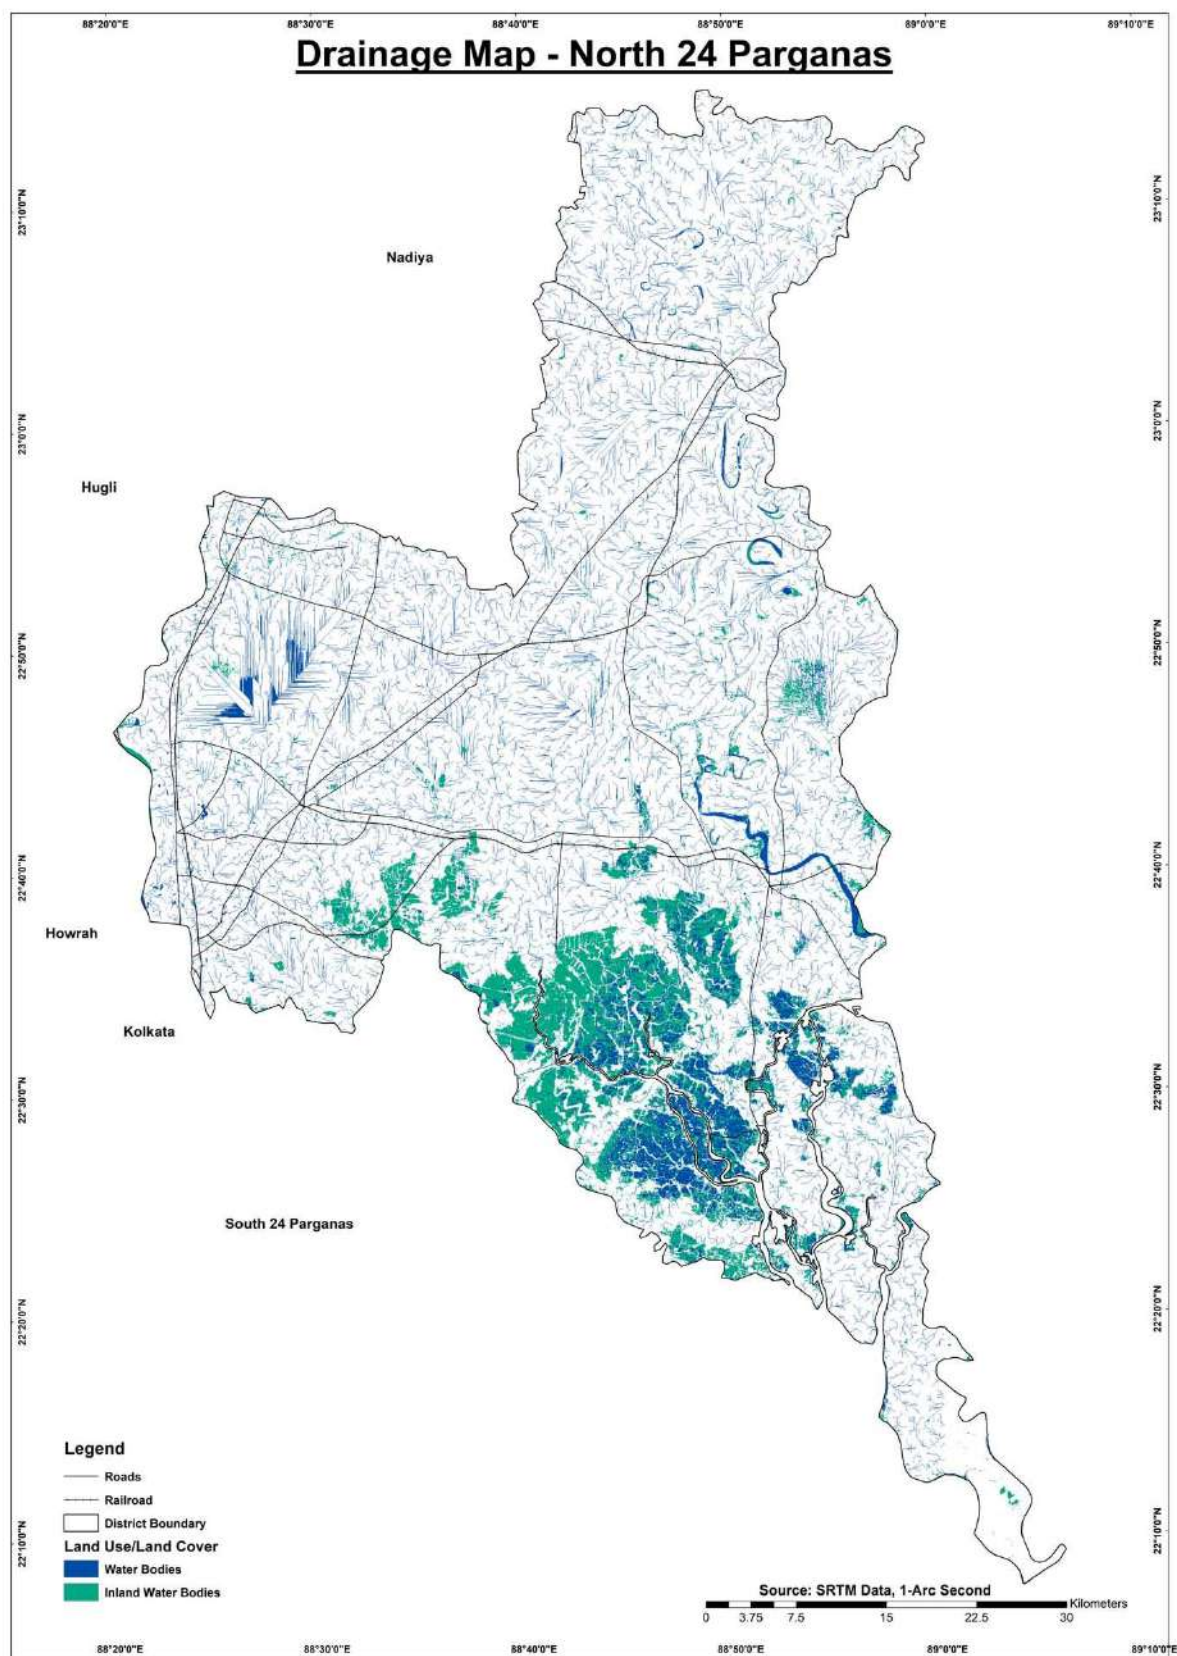 88°20'0"E 88°30'0"E 88°40'0"E 88°50'0"E 89°0'0"E 89°10'0"E
Drainage Map - North 24 Parganas
23°10'0"N 23°10'0"N
Nadiya
23°0'0"N 23°0'0"N
Hugli
22°50'0"N 22°50'0"N
22°40'0"N 22°40'0"N
Howrah
Kolkata
22°30'0"N 22°30'0"N
South 24 Parganas
22°20'0"N 22°20'0"N
Legend
Roads
Railroad
District Boundary
22°10'0"N 22°10'0"N
Land Use/Land Cover
Water Bodies
Inland Water Bodies
Source: SRTM Data, 1-Arc Second
Kilometers
0 3.75 7.5 15 22.5 30
88°20'0"E 88°30'0"E 88°40'0"E 88°50'0"E 89°0'0"E 89°10'0"E